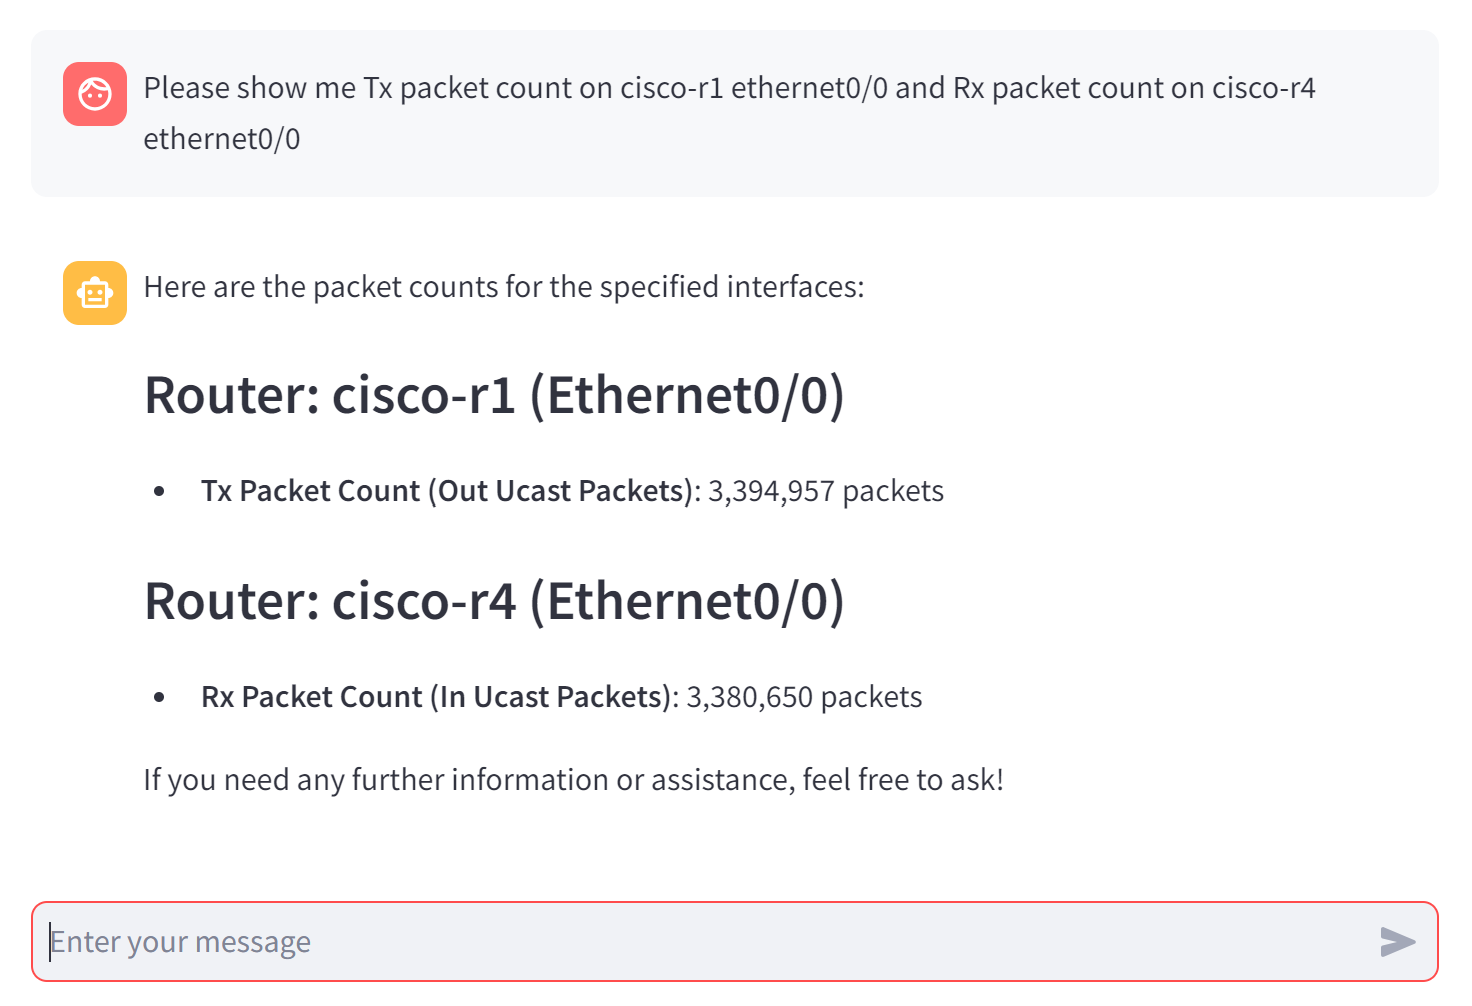 Please show me Tx packet count on cisco-r1 ethernet0/0 and Rx packet count on cisco-r4
ethernet0/0
Here are the packet counts for the specified interfaces:
Router: cisco-r1 (Ethernet0/0)
• Tx Packet Count (Out Ucast Packets): 3,394,957 packets
Router: cisco-r4 (Ethernet0/0)
• Rx Packet Count (In Ucast Packets): 3,380,650 packets
If you need any further information or assistance, feel free to ask!
Enter your message